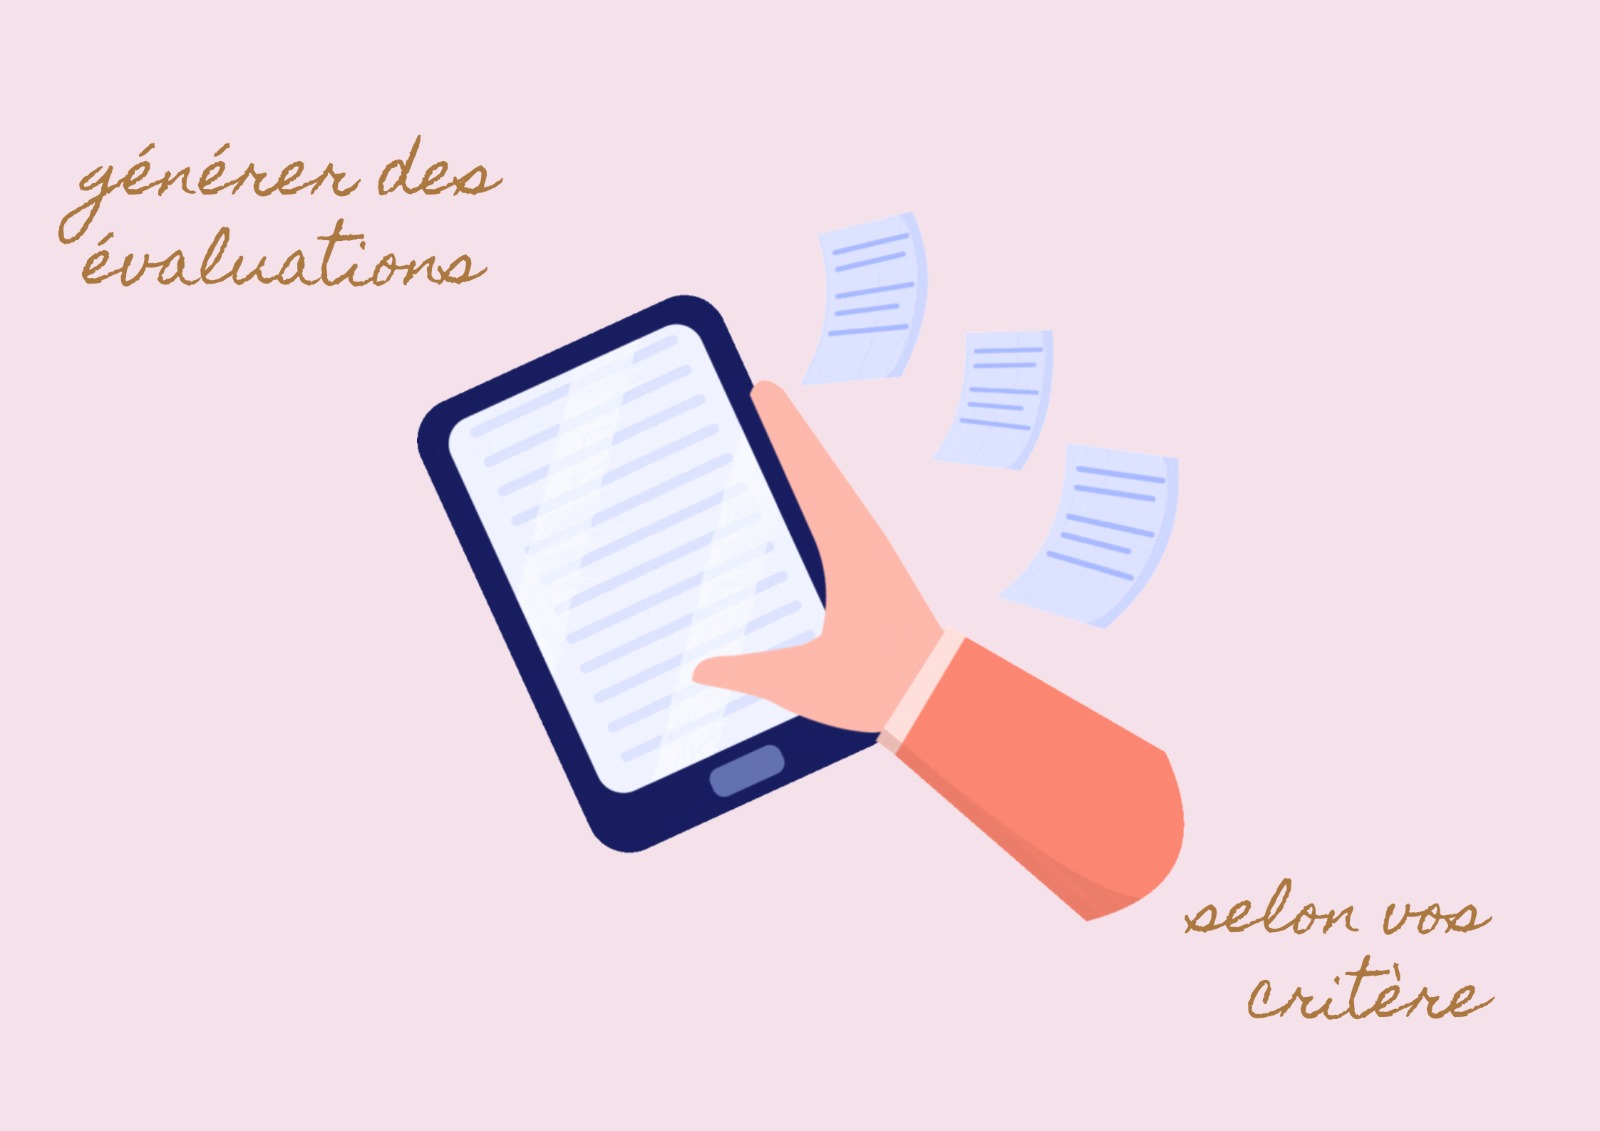 générer des
évaluations
selon vos
critère